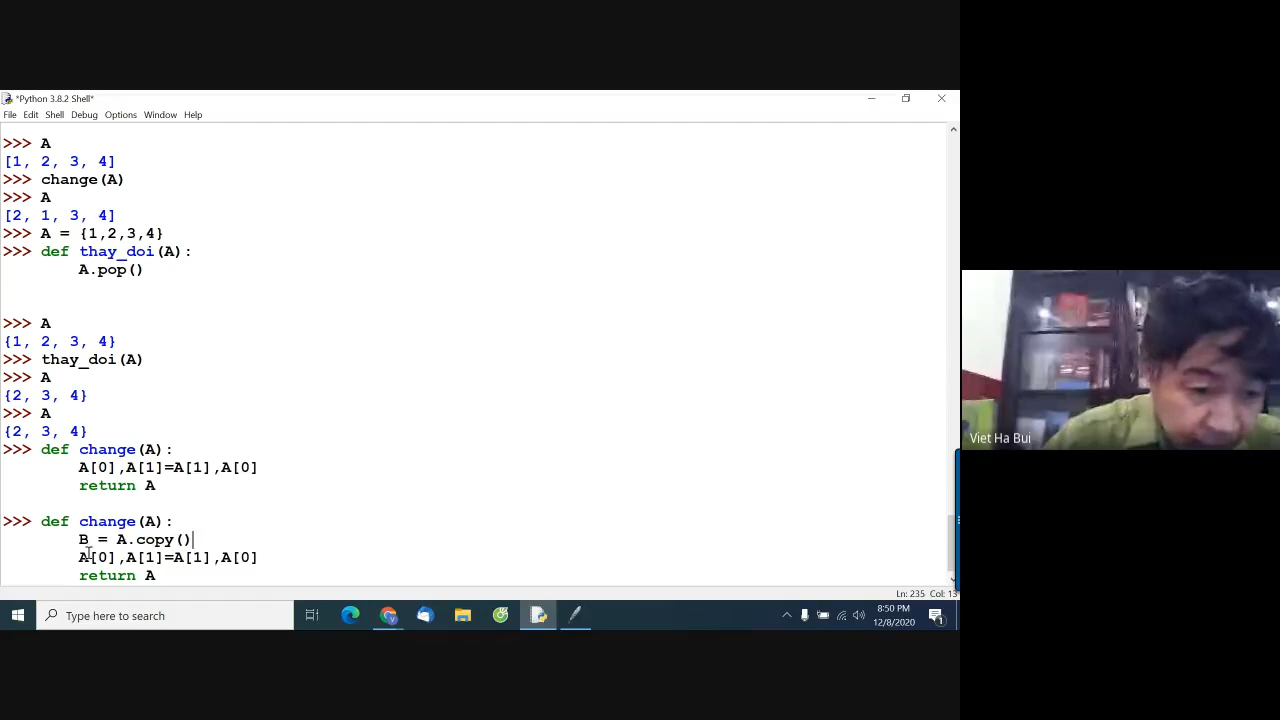 *Python 3.8.2 Shell*
File Edit Shell Debug Options Window Help
>>> A
[1, 2, 3, 4]
>>> change(A)
>>> A
[2, 1, 3, 4]
>>> A = {1,2,3,4}
>>> def thay_doi(A):
A.pop()
>>> A
{1, 2, 3, 4}
>>> thay_doi(A)
>>> A
{2, 3, 4}
>>> A
{2, 3, 4}
>>> def change(A):
A[0],A[1]=A[1],A[0]
return A
>>> def change(A):
B = A.copy()
A[0],A[1]=A[1],A[0]
return A
Ln: 235 Col: 13
Type here to search
8:50 PM
12/8/2020
1
Viet Ha Bui